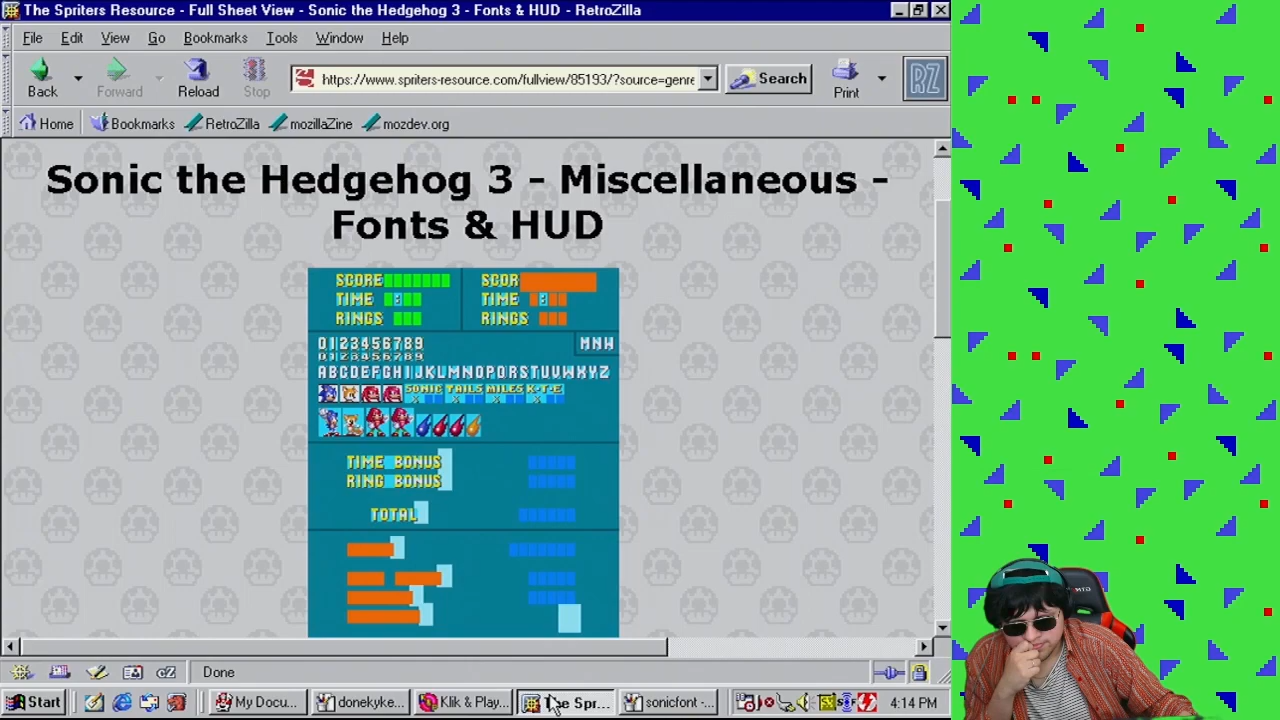 The Spriters Resource - Full Sheet View - Sonic the Hedgehog 3 - Fonts & HUD - RetroZilla
File Edit View Go Bookmarks Tools Window Help
Back Forward Reload Stop https://www.spriters-resource.com/fullview/85193/?source=genre Search Print RZ
Home Bookmarks RetroZilla mozillaZine mozdev.org
Sonic the Hedgehog 3 - Miscellaneous -
Fonts & HUD
SCORE SCOR
TIME : TIME :
RINGS RINGS
0123456789 MNH
0123456789
ABCDEFGHIJKLMNOPQRSTUVWXYZ
SONIC TAILS MILES K·T·E
X X X X
TIME BONUS
RING BONUS
TOTAL
Done
Start My Docu... donekyke... Klik & Play... The Spr... sonicfont -... 4:14 PM